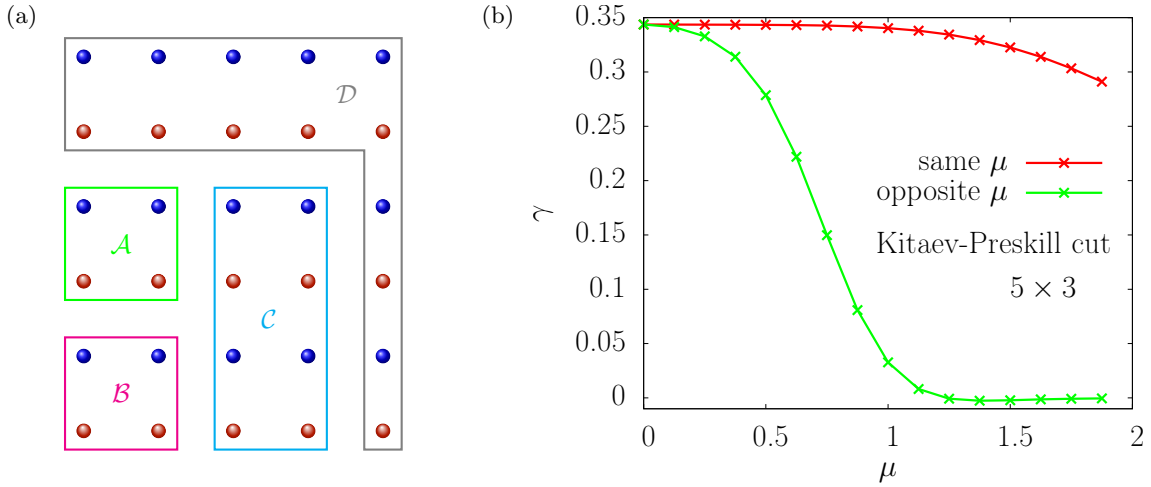 (a)
𝒟
𝒜
ℬ
𝒞
(b)
0.35
0.3
0.25
0.2
0.15
0.1
0.05
0
γ
same μ
opposite μ
Kitaev-Preskill cut
5 × 3
0 0.5 1 1.5 2
μ